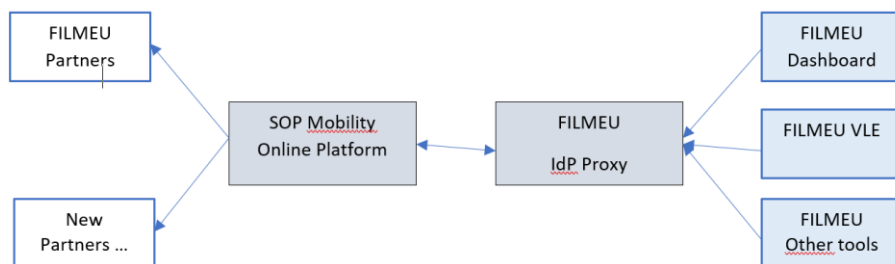 FILMEU
Partners
New
Partners ...
SOP Mobility
Online Platform
FILMEU
IdP Proxy
FILMEU
Dashboard
FILMEU VLE
FILMEU
Other tools